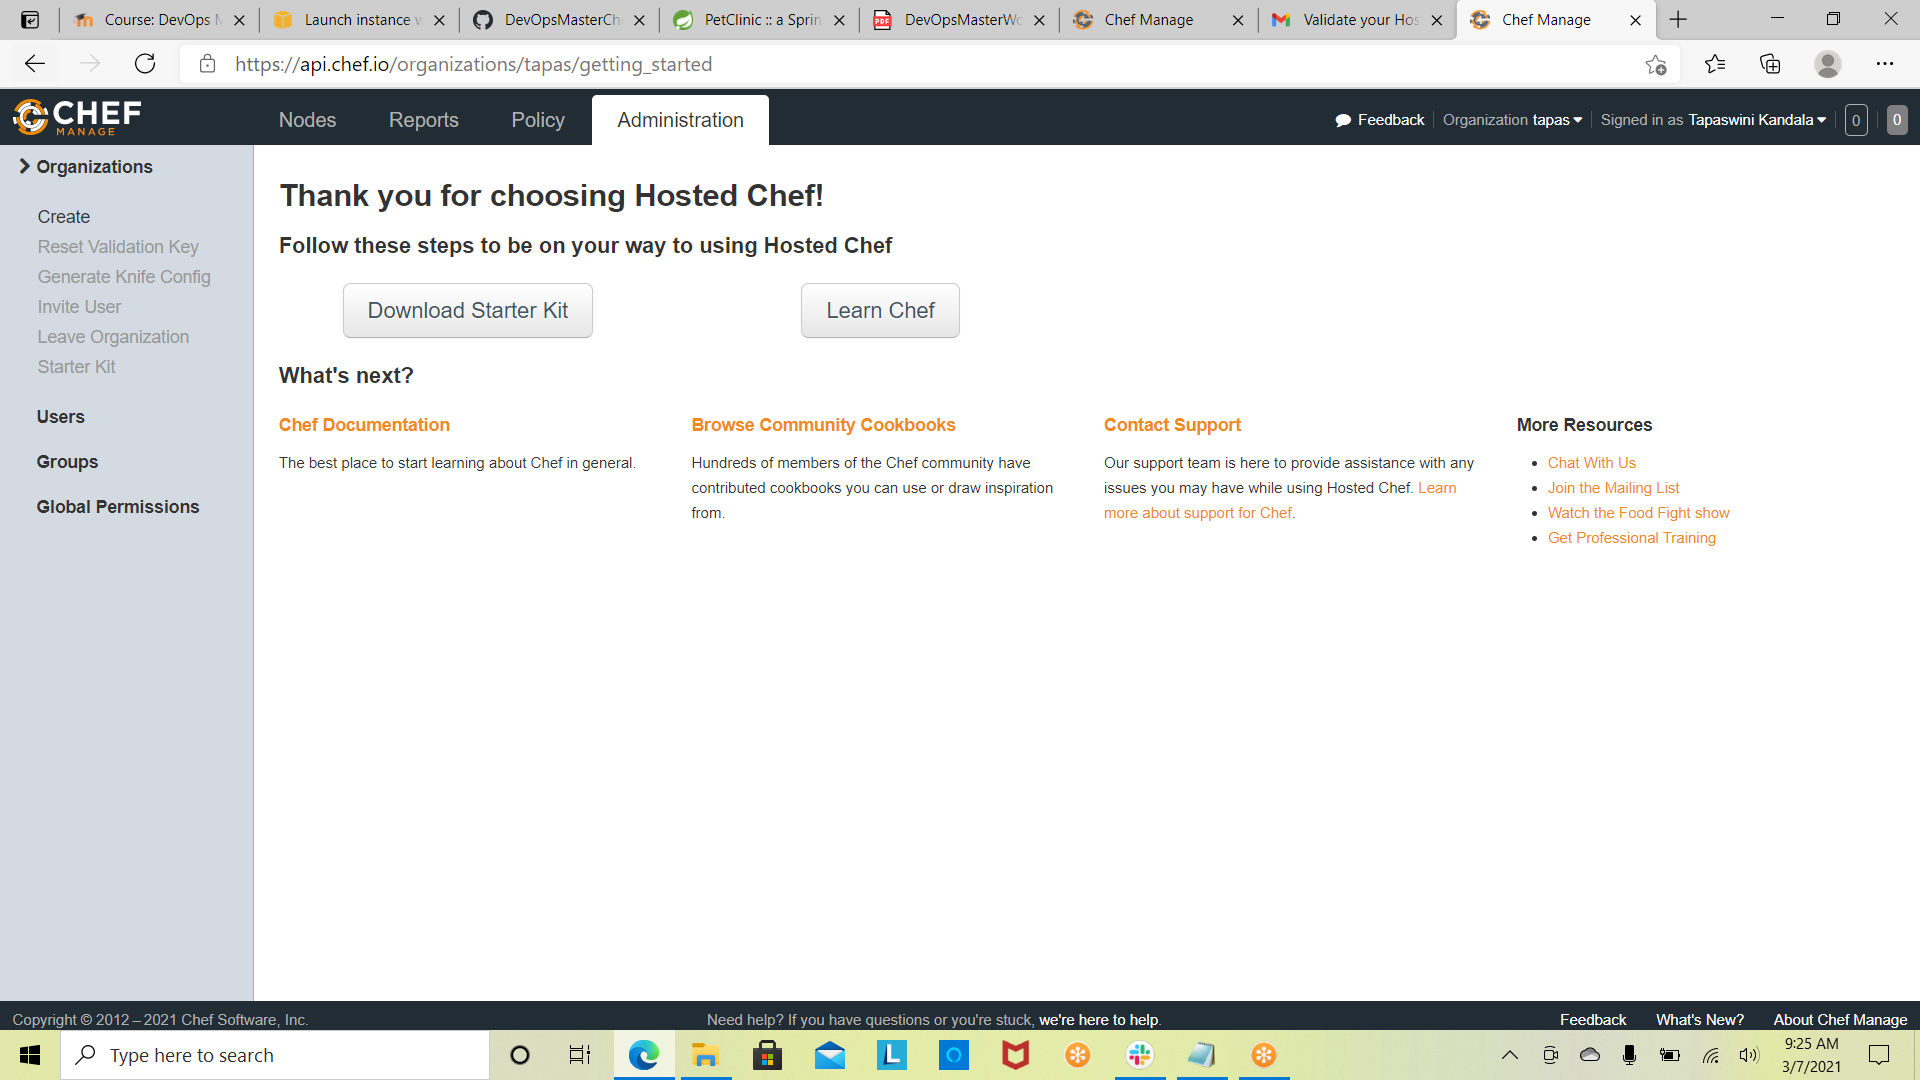 Course: DevOps M
Launch instance w
DevOpsMasterCh
PetClinic :: a Sprin
DevOpsMasterWo
Chef Manage
Validate your Hos
Chef Manage
https://api.chef.io/organizations/tapas/getting_started
CHEF
MANAGE
Nodes
Reports
Policy
Administration
Feedback
Organization tapas
Signed in as Tapaswini Kandala
0
0
Organizations
Create
Reset Validation Key
Generate Knife Config
Invite User
Leave Organization
Starter Kit
Users
Groups
Global Permissions
Thank you for choosing Hosted Chef!
Follow these steps to be on your way to using Hosted Chef
Download Starter Kit
Learn Chef
What's next?
Chef Documentation
The best place to start learning about Chef in general.
Browse Community Cookbooks
Hundreds of members of the Chef community have
contributed cookbooks you can use or draw inspiration
from.
Contact Support
Our support team is here to provide assistance with any
issues you may have while using Hosted Chef. Learn
more about support for Chef.
More Resources
Chat With Us
Join the Mailing List
Watch the Food Fight show
Get Professional Training
Copyright © 2012 – 2021 Chef Software, Inc.
Need help? If you have questions or you're stuck, we're here to help.
Feedback
What's New?
About Chef Manage
Type here to search
L
9:25 AM
3/7/2021